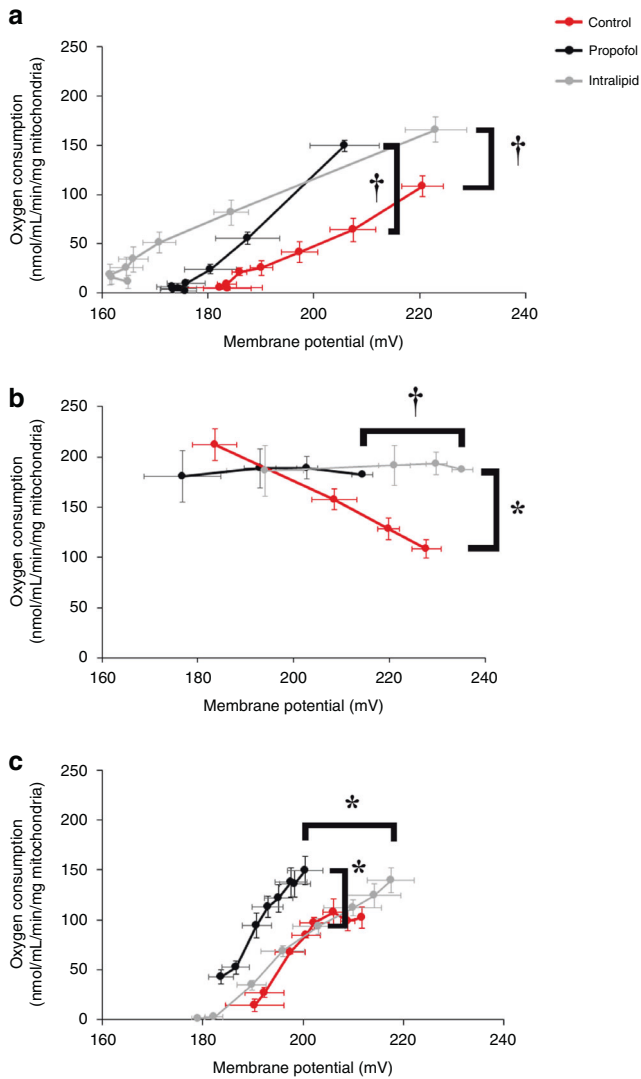 a
Control
Propofol
Intralipid
Oxygen consumption
(nmol/mL/min/mg mitochondria)
250
200
150
100
50
0
†
†
160
180
200
220
240
Membrane potential (mV)
b
Oxygen consumption
(nmol/mL/min/mg mitochondria)
250
200
150
100
50
0
†
*
160
180
200
220
240
Membrane potential (mV)
c
Oxygen consumption
(nmol/mL/min/mg mitochondria)
250
200
150
100
50
0
*
*
160
180
200
220
240
Membrane potential (mV)